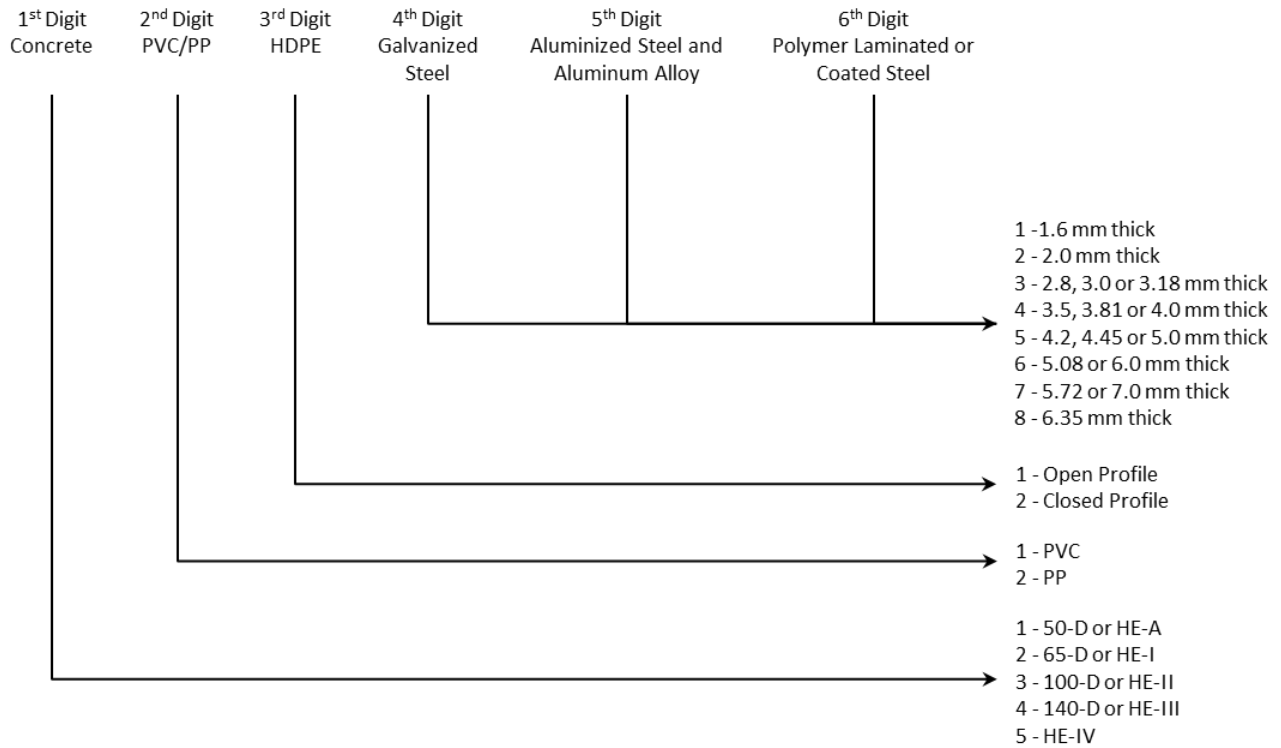 1st Digit
Concrete
2nd Digit
PVC/PP
3rd Digit
HDPE
4th Digit
Galvanized
Steel
5th Digit
Aluminized Steel and
Aluminum Alloy
6th Digit
Polymer Laminated or
Coated Steel
1 -1.6 mm thick
2 - 2.0 mm thick
3 - 2.8, 3.0 or 3.18 mm thick
4 - 3.5, 3.81 or 4.0 mm thick
5 - 4.2, 4.45 or 5.0 mm thick
6 - 5.08 or 6.0 mm thick
7 - 5.72 or 7.0 mm thick
8 - 6.35 mm thick
1 - Open Profile
2 - Closed Profile
1 - PVC
2 - PP
1 - 50-D or HE-A
2 - 65-D or HE-I
3 - 100-D or HE-II
4 - 140-D or HE-III
5 - HE-IV